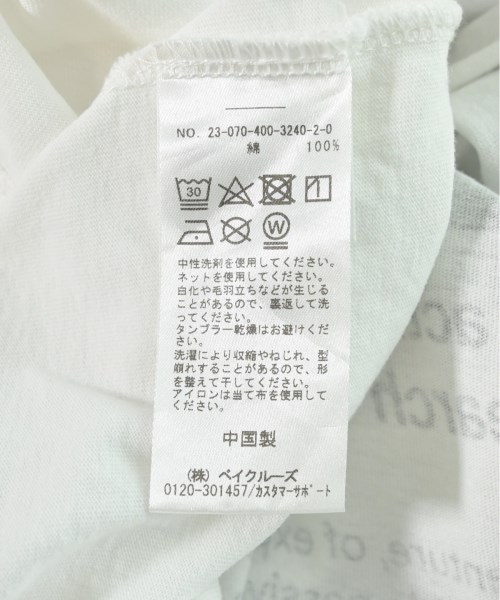 NO. 23-070-400-3240-2-0
綿 100%
30
W
中性洗剤を使用してください。
ネットを使用してください。
白化や毛羽立ちなどが生じる
ことがあるので、裏返して洗
ってください。
タンブラー乾燥はお避けくだ
さい。
洗濯により収縮やねじれ、型
崩れすることがあるので、形
を整えて干してください。
アイロンは当て布を使用して
ください。
中国製
(株) ベイクルーズ
0120-301457/カスタマーサポート